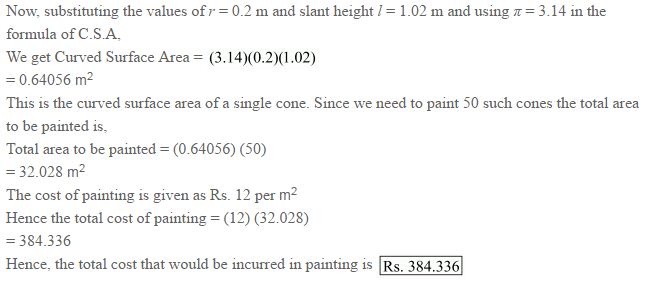 Now, substituting the values of r = 0.2 m and slant height l = 1.02 m and using π = 3.14 in the
formula of C.S.A,
We get Curved Surface Area = (3.14)(0.2)(1.02)
= 0.64056 m²
This is the curved surface area of a single cone. Since we need to paint 50 such cones the total area
to be painted is,
Total area to be painted = (0.64056) (50)
= 32.028 m²
The cost of painting is given as Rs. 12 per m²
Hence the total cost of painting = (12) (32.028)
= 384.336
Hence, the total cost that would be incurred in painting is Rs. 384.336